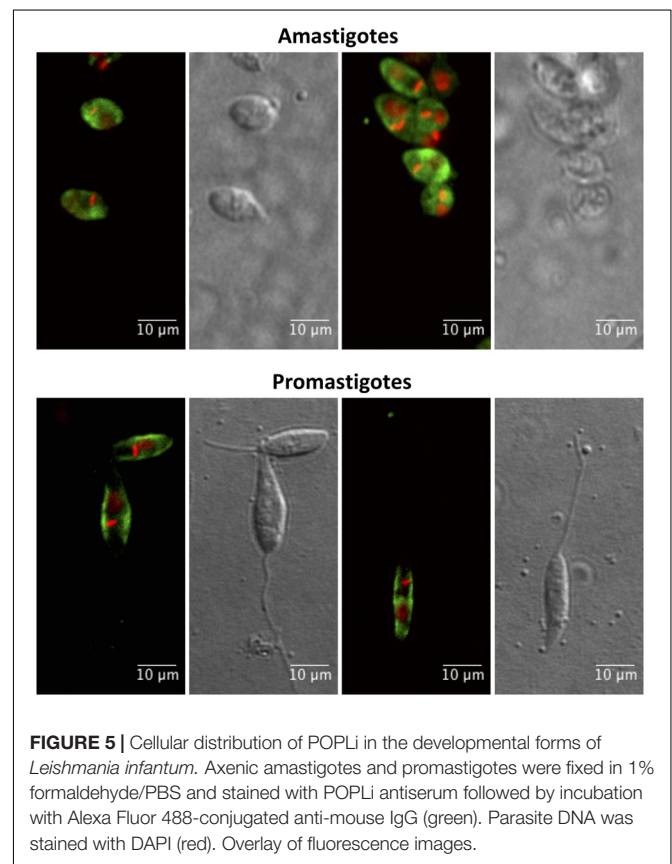 Amastigotes
10 µm 10 µm 10 µm 10 µm
Promastigotes
10 µm 10 µm 10 µm 10 µm
FIGURE 5 | Cellular distribution of POPLi in the developmental forms of
Leishmania infantum. Axenic amastigotes and promastigotes were fixed in 1%
formaldehyde/PBS and stained with POPLi antiserum followed by incubation
with Alexa Fluor 488-conjugated anti-mouse IgG (green). Parasite DNA was
stained with DAPI (red). Overlay of fluorescence images.